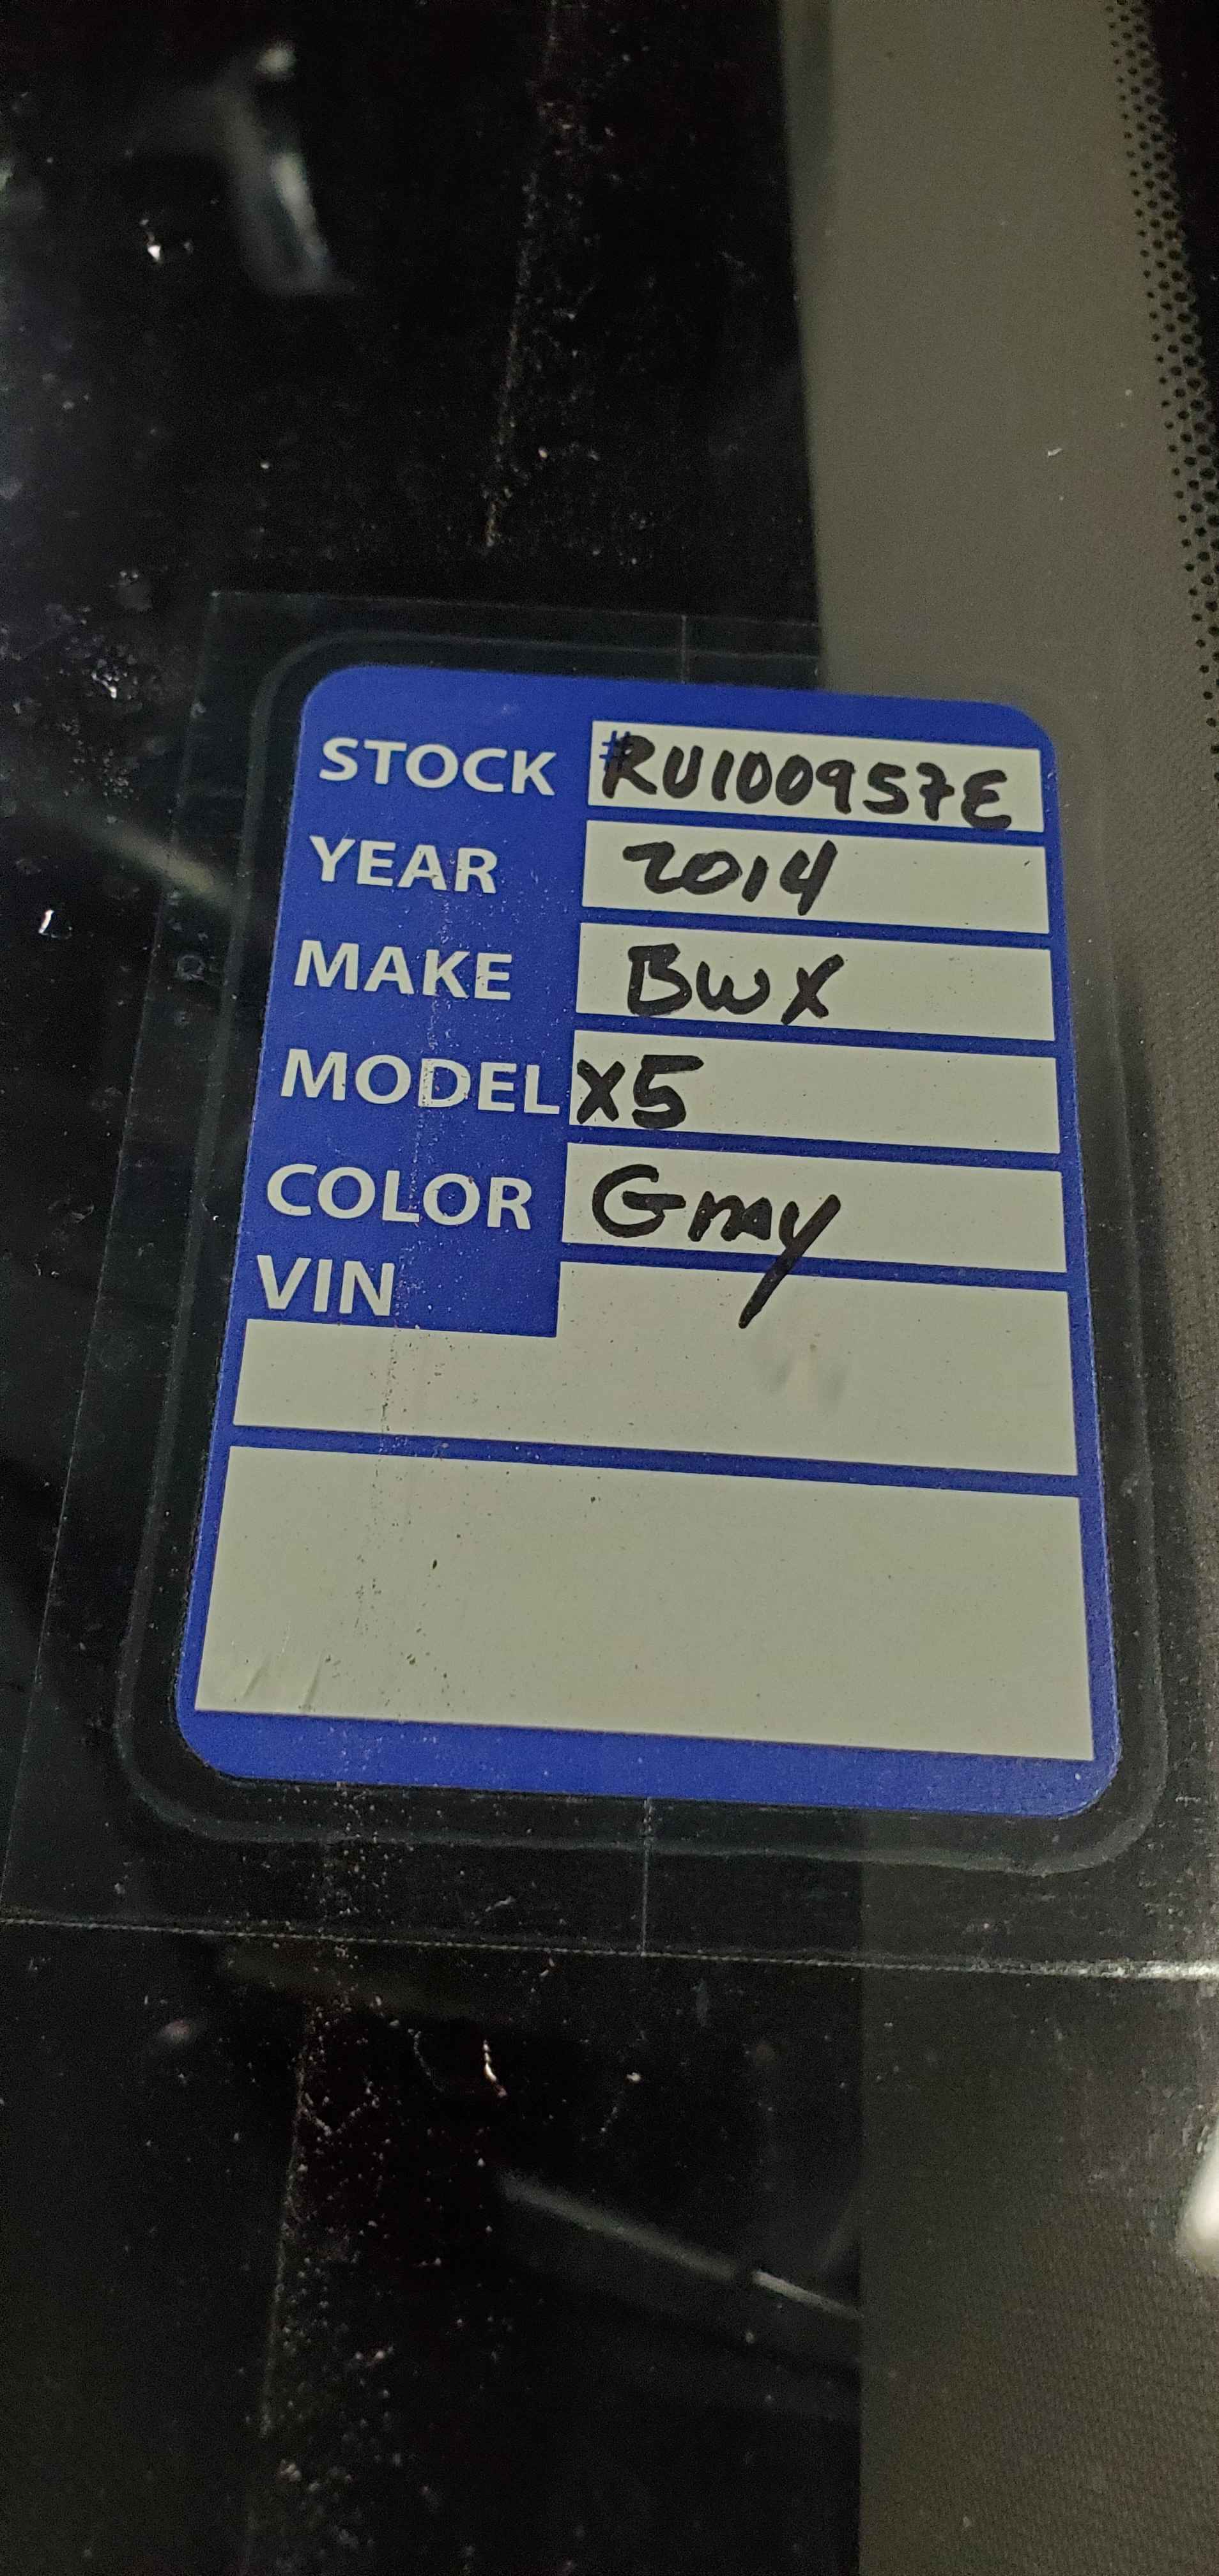 STOCK #RU100957E
YEAR 2014
MAKE BWX
MODEL X5
COLOR Gray
VIN